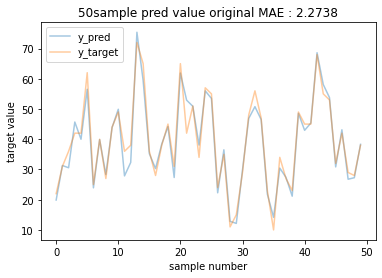 50sample pred value original MAE : 2.2738
y_pred
y_target
target value
70
60
50
40
30
20
10
0
10
20
30
40
50
sample number